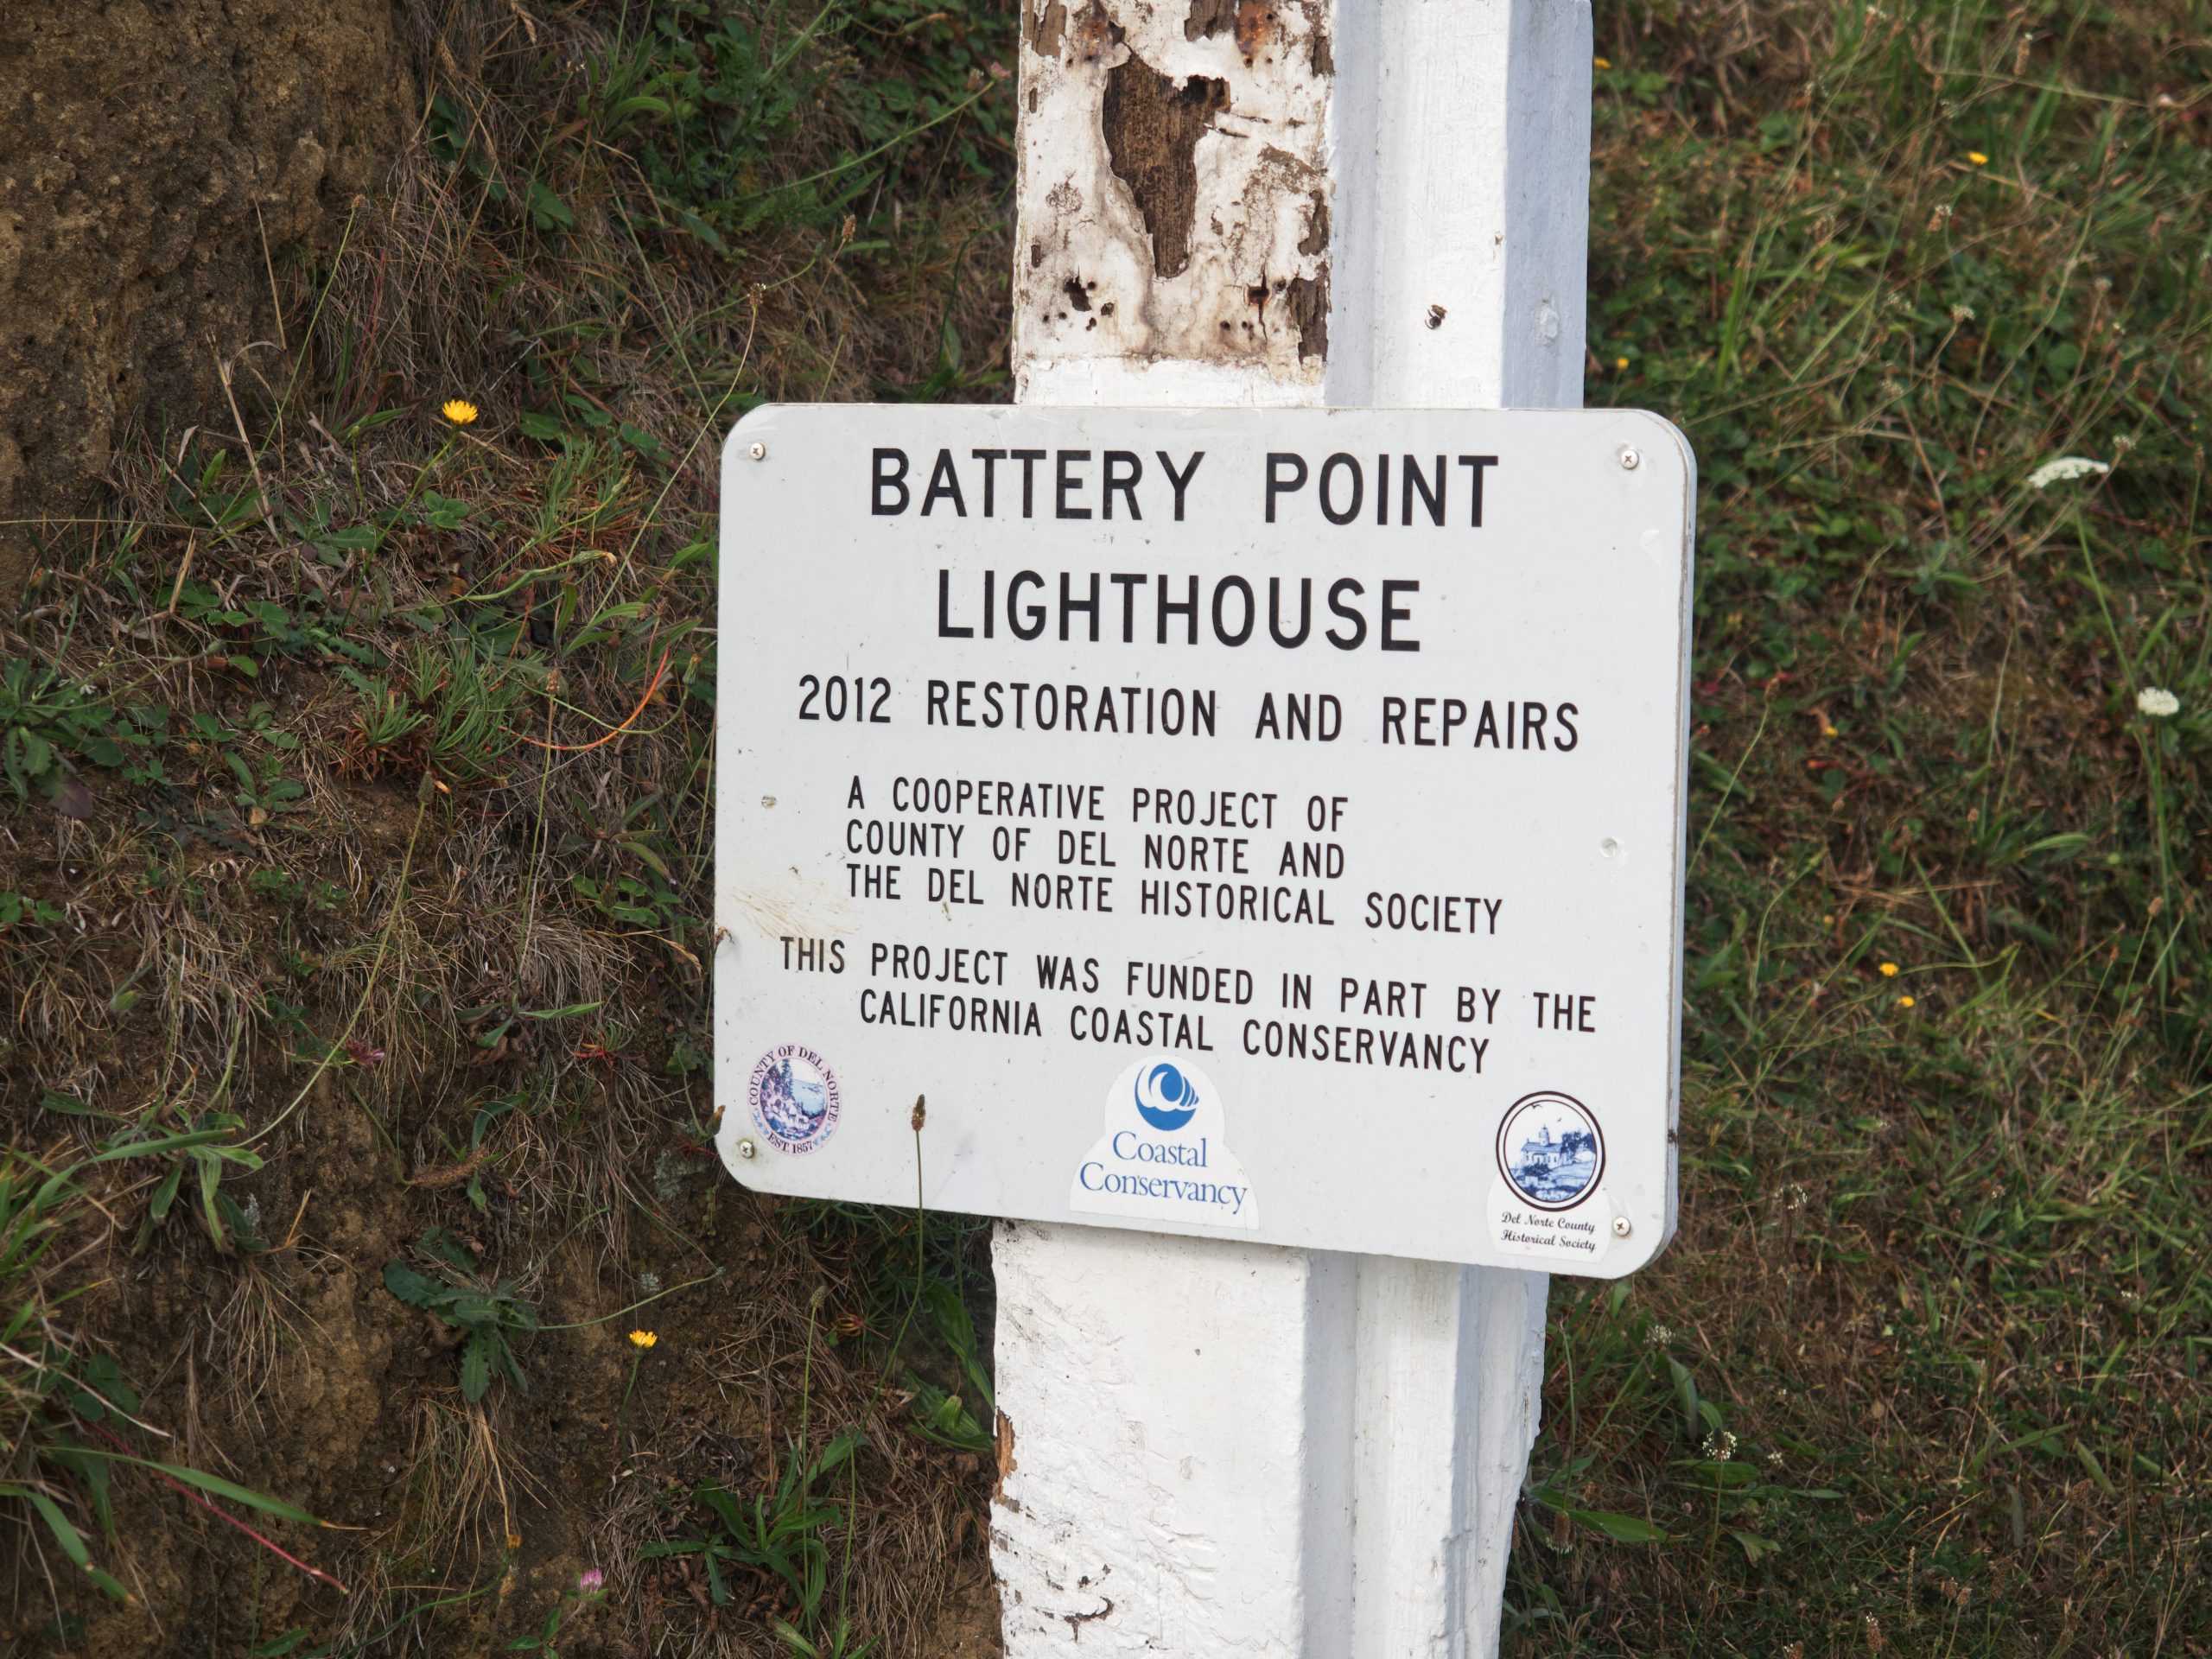 BATTERY POINT
LIGHTHOUSE
2012 RESTORATION AND REPAIRS
A COOPERATIVE PROJECT OF
COUNTY OF DEL NORTE AND
THE DEL NORTE HISTORICAL SOCIETY
THIS PROJECT WAS FUNDED IN PART BY THE
CALIFORNIA COASTAL CONSERVANCY
COUNTY OF DEL NORTE
EST. 1857
Coastal
Conservancy
Del Norte County
Historical Society